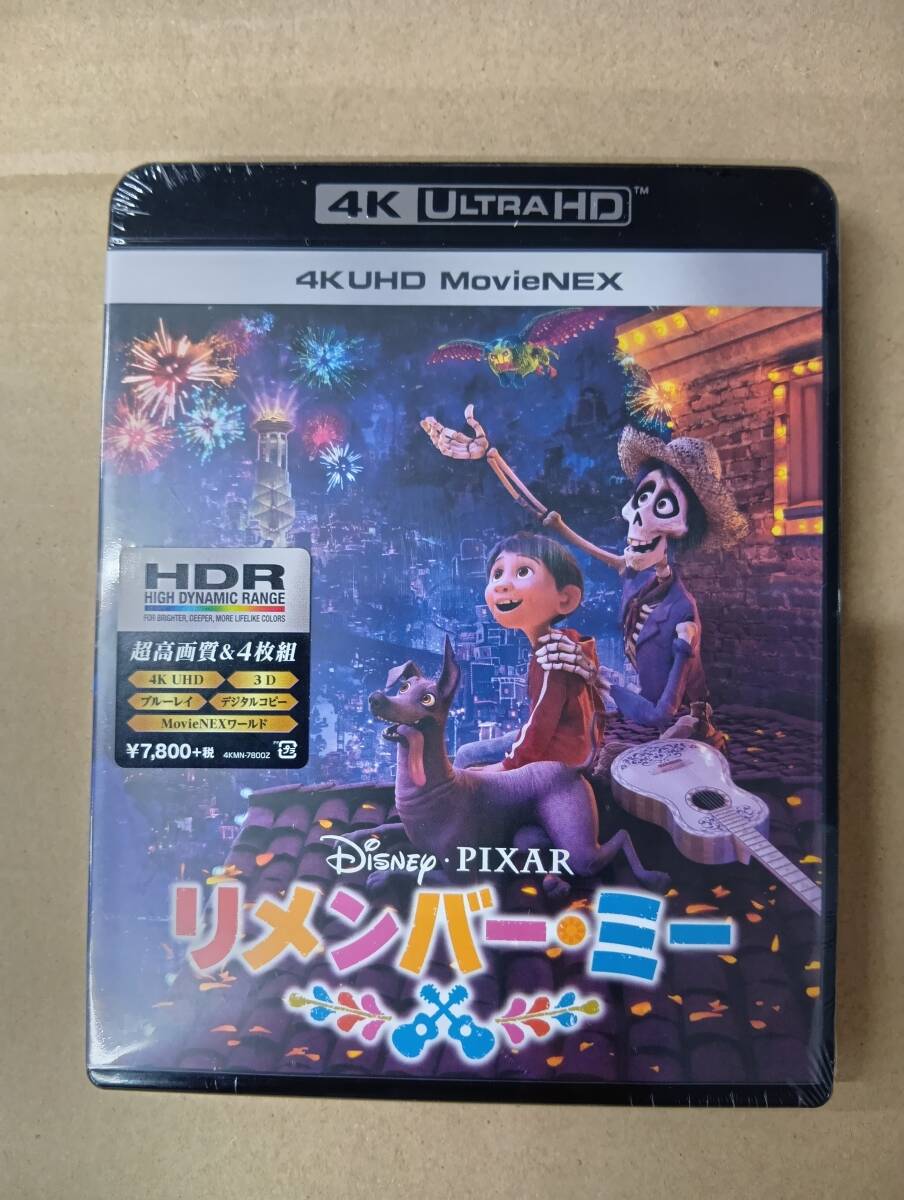 4K ULTRA HD™
4K UHD MovieNEX
HDR
HIGH DYNAMIC RANGE
FOR BRIGHTER, DEEPER, MORE LIFELIKE COLORS
超高画質&4枚組
4K UHD 3D
ブルーレイ デジタルコピー
MovieNEXワールド
¥7,800+税 4KMN-7800Z
DISNEY · PIXAR
リメンバー・ミー